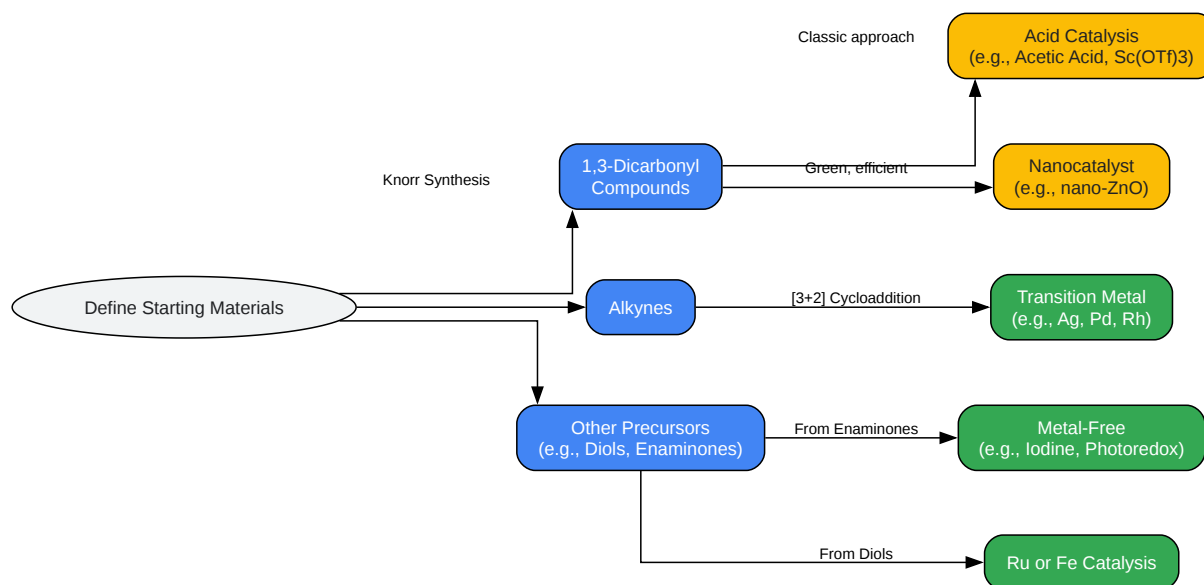 Classic approach
Acid Catalysis
(e.g., Acetic Acid, Sc(OTf)3)
Knorr Synthesis
1,3-Dicarbonyl
Compounds
Green, efficient
Nanocatalyst
(e.g., nano-ZnO)
Define Starting Materials
Alkynes
[3+2] Cycloaddition
Transition Metal
(e.g., Ag, Pd, Rh)
Other Precursors
(e.g., Diols, Enaminones)
From Enaminones
Metal-Free
(e.g., Iodine, Photoredox)
From Diols
Ru or Fe Catalysis